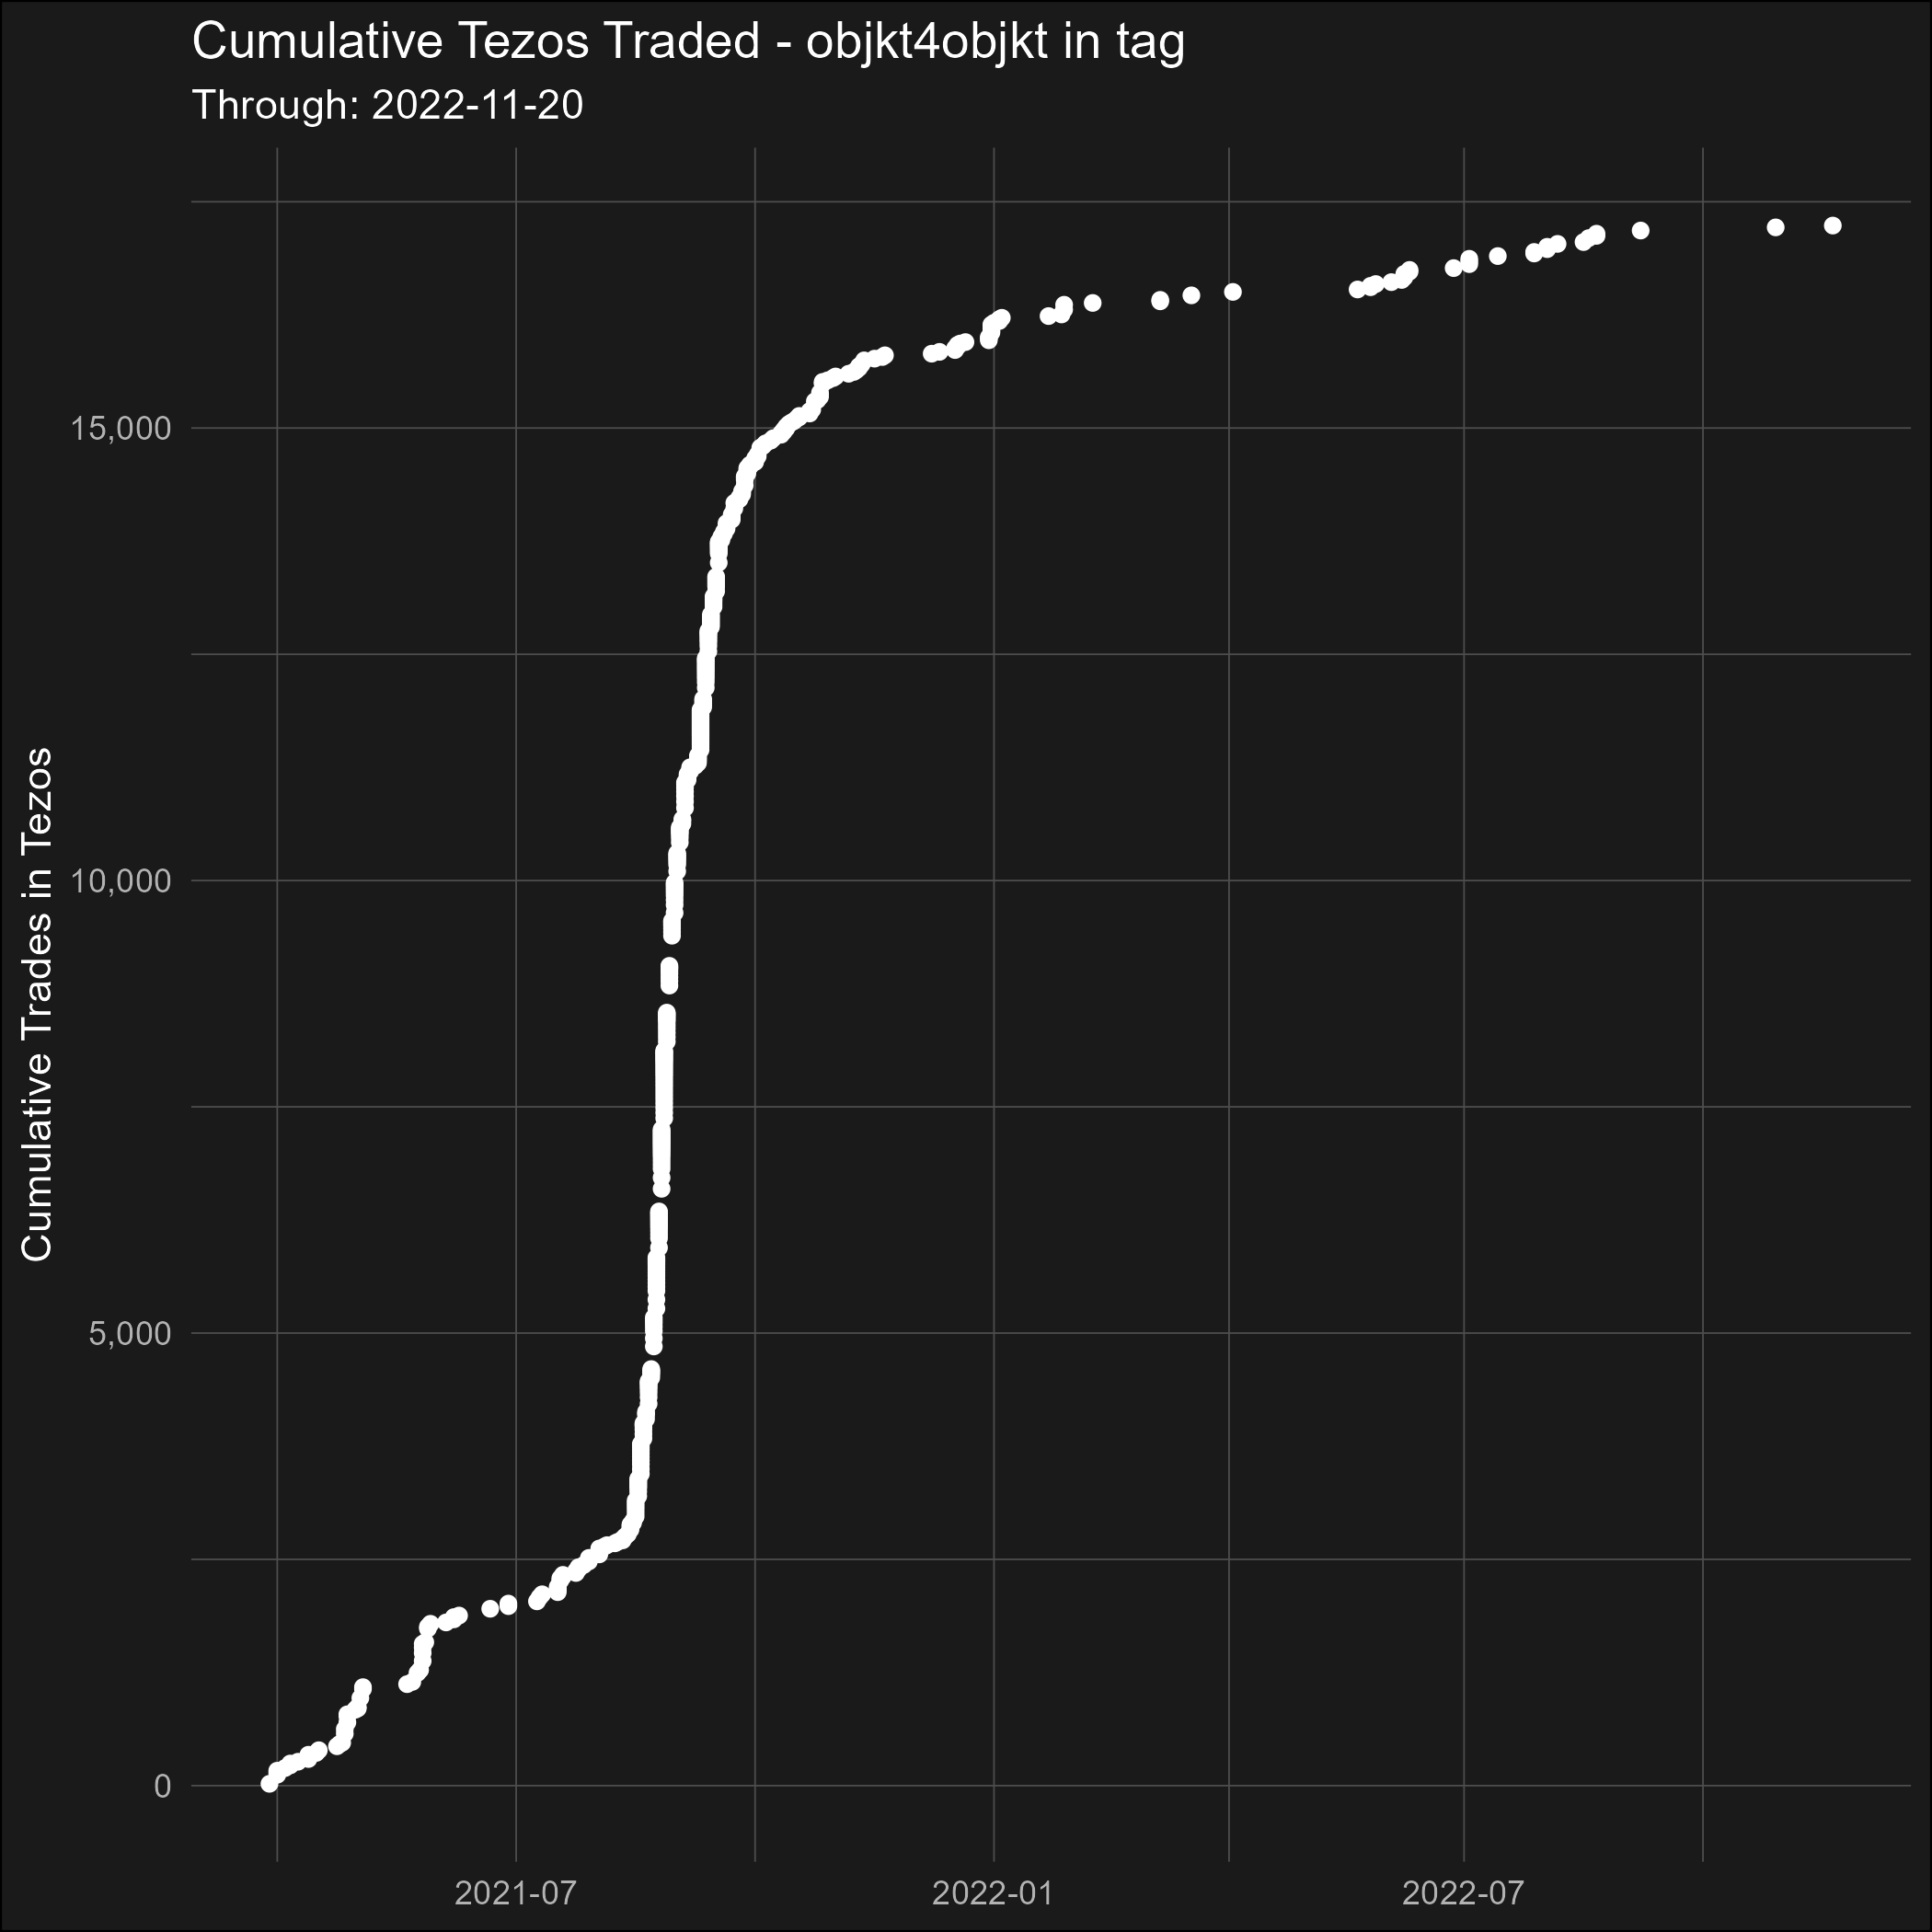 Cumulative Tezos Traded - objkt4objkt in tag
Through: 2022-11-20
Cumulative Trades in Tezos
15,000
10,000
5,000
0
2021-07
2022-01
2022-07